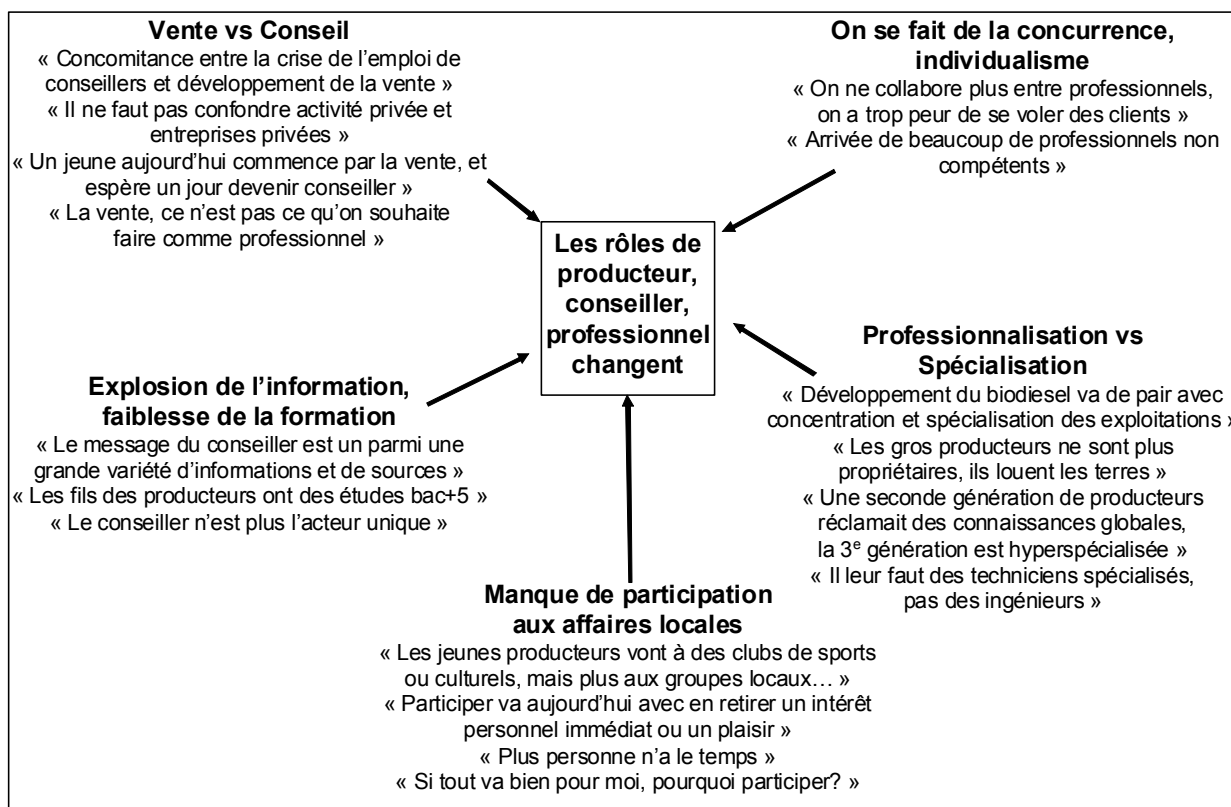 Vente vs Conseil
« Concomitance entre la crise de l’emploi de
conseillers et développement de la vente »
« Il ne faut pas confondre activité privée et
entreprises privées »
« Un jeune aujourd’hui commence par la vente, et
espère un jour devenir conseiller »
« La vente, ce n’est pas ce qu’on souhaite
faire comme professionnel »
On se fait de la concurrence,
individualisme
« On ne collabore plus entre professionnels,
on a trop peur de se voler des clients »
« Arrivée de beaucoup de professionnels non
compétents »
Les rôles de
producteur,
conseiller,
professionnel
changent
Explosion de l’information,
faiblesse de la formation
« Le message du conseiller est un parmi une
grande variété d’informations et de sources »
« Les fils des producteurs ont des études bac+5 »
« Le conseiller n’est plus l’acteur unique »
Professionnalisation vs
Spécialisation
« Développement du biodiesel va de pair avec
concentration et spécialisation des exploitations »
« Les gros producteurs ne sont plus
propriétaires, ils louent les terres »
« Une seconde génération de producteurs
réclamait des connaissances globales,
la 3e génération est hyperspécialisée »
« Il leur faut des techniciens spécialisés,
pas des ingénieurs »
Manque de participation
aux affaires locales
« Les jeunes producteurs vont à des clubs de sports
ou culturels, mais plus aux groupes locaux… »
« Participer va aujourd’hui avec en retirer un intérêt
personnel immédiat ou un plaisir »
« Plus personne n’a le temps »
« Si tout va bien pour moi, pourquoi participer? »